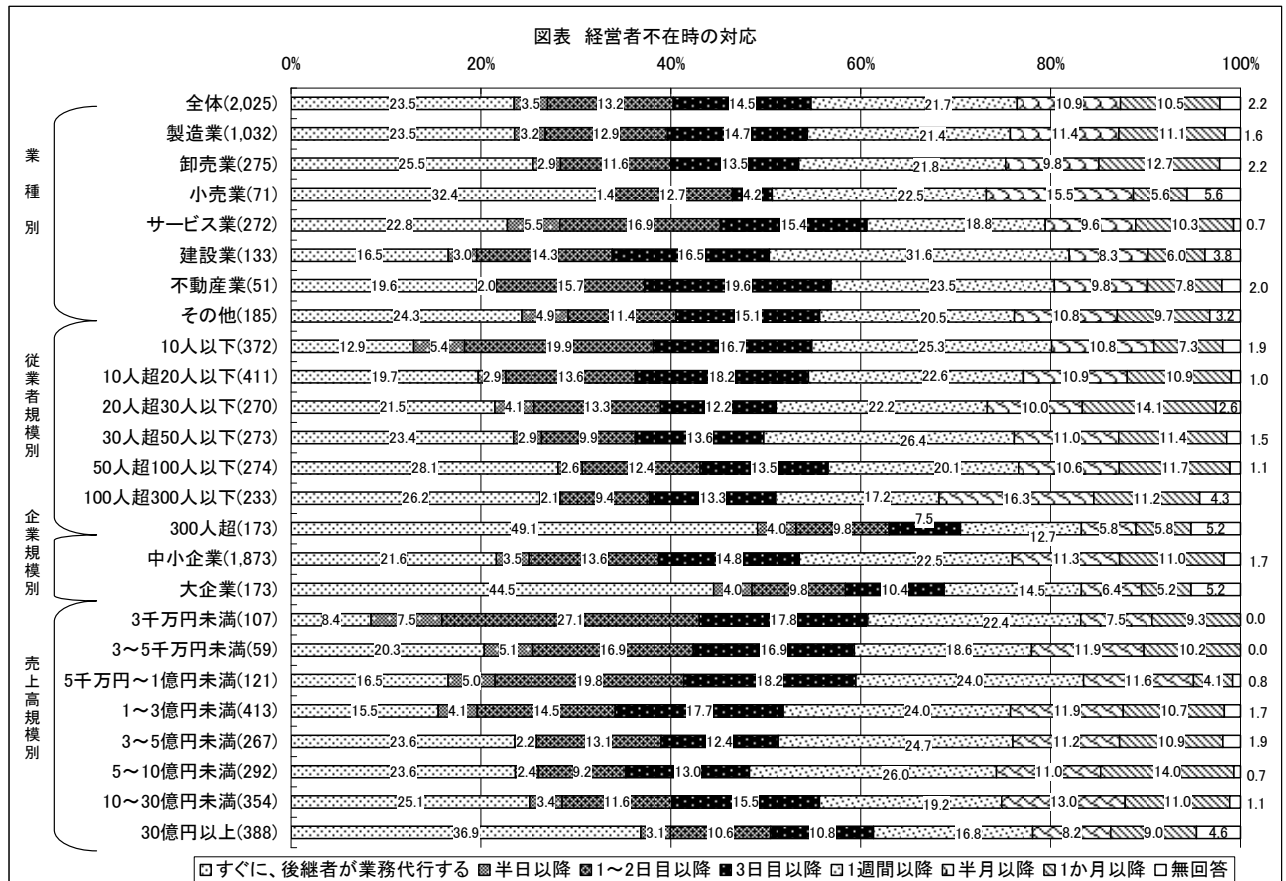 図表 経営者不在時の対応
0% 20% 40% 60% 80% 100%
業種別
全体(2,025) 23.5 3.5 13.2 14.5 21.7 10.9 10.5 2.2
製造業(1,032) 23.5 3.2 12.9 14.7 21.4 11.4 11.1 1.6
卸売業(275) 25.5 2.9 11.6 13.5 21.8 9.8 12.7 2.2
小売業(71) 32.4 1.4 12.7 4.2 22.5 15.5 5.6 5.6
サービス業(272) 22.8 5.5 16.9 15.4 18.8 9.6 10.3 0.7
建設業(133) 16.5 3.0 14.3 16.5 31.6 8.3 6.0 3.8
不動産業(51) 19.6 2.0 15.7 19.6 23.5 9.8 7.8 2.0
その他(185) 24.3 4.9 11.4 15.1 20.5 10.8 9.7 3.2
従業者規模別
10人以下(372) 12.9 5.4 19.9 16.7 25.3 10.8 7.3 1.9
10人超20人以下(411) 19.7 2.9 13.6 18.2 22.6 10.9 10.9 1.0
20人超30人以下(270) 21.5 4.1 13.3 12.2 22.2 10.0 14.1 2.6
30人超50人以下(273) 23.4 2.9 9.9 13.6 26.4 11.0 11.4 1.5
50人超100人以下(274) 28.1 2.6 12.4 13.5 20.1 10.6 11.7 1.1
100人超300人以下(233) 26.2 2.1 9.4 13.3 17.2 16.3 11.2 4.3
300人超(173) 49.1 4.0 9.8 7.5 12.7 5.8 5.8 5.2
企業規模別
中小企業(1,873) 21.6 3.5 13.6 14.8 22.5 11.3 11.0 1.7
大企業(173) 44.5 4.0 9.8 10.4 14.5 6.4 5.2 5.2
売上高規模別
3千万円未満(107) 8.4 7.5 27.1 17.8 22.4 7.5 9.3 0.0
3～5千万円未満(59) 20.3 5.1 16.9 16.9 18.6 11.9 10.2 0.0
5千万円～1億円未満(121) 16.5 5.0 19.8 18.2 24.0 11.6 4.1 0.8
1～3億円未満(413) 15.5 4.1 14.5 17.7 24.0 11.9 10.7 1.7
3～5億円未満(267) 23.6 2.2 13.1 12.4 24.7 11.2 10.9 1.9
5～10億円未満(292) 23.6 2.4 9.2 13.0 26.0 11.0 14.0 0.7
10～30億円未満(354) 25.1 3.4 11.6 15.5 19.2 13.0 11.0 1.1
30億円以上(388) 36.9 3.1 10.6 10.8 16.8 8.2 9.0 4.6
すぐに、後継者が業務代行する 半日以降 1～2日目以降 3日目以降 1週間以降 半月以降 1か月以降 無回答